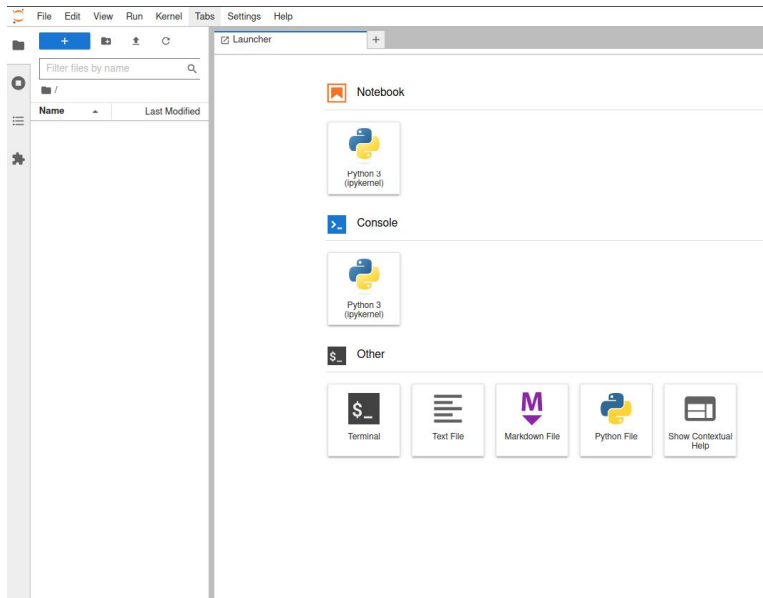 File Edit View Run Kernel Tabs Settings Help
+
Filter files by name
/
Name Last Modified
Launcher +
Notebook
Python 3
(ipykernel)
>_ Console
Python 3
(ipykernel)
$_ Other
$_
Terminal
Text File
M
Markdown File
Python File
Show Contextual
Help